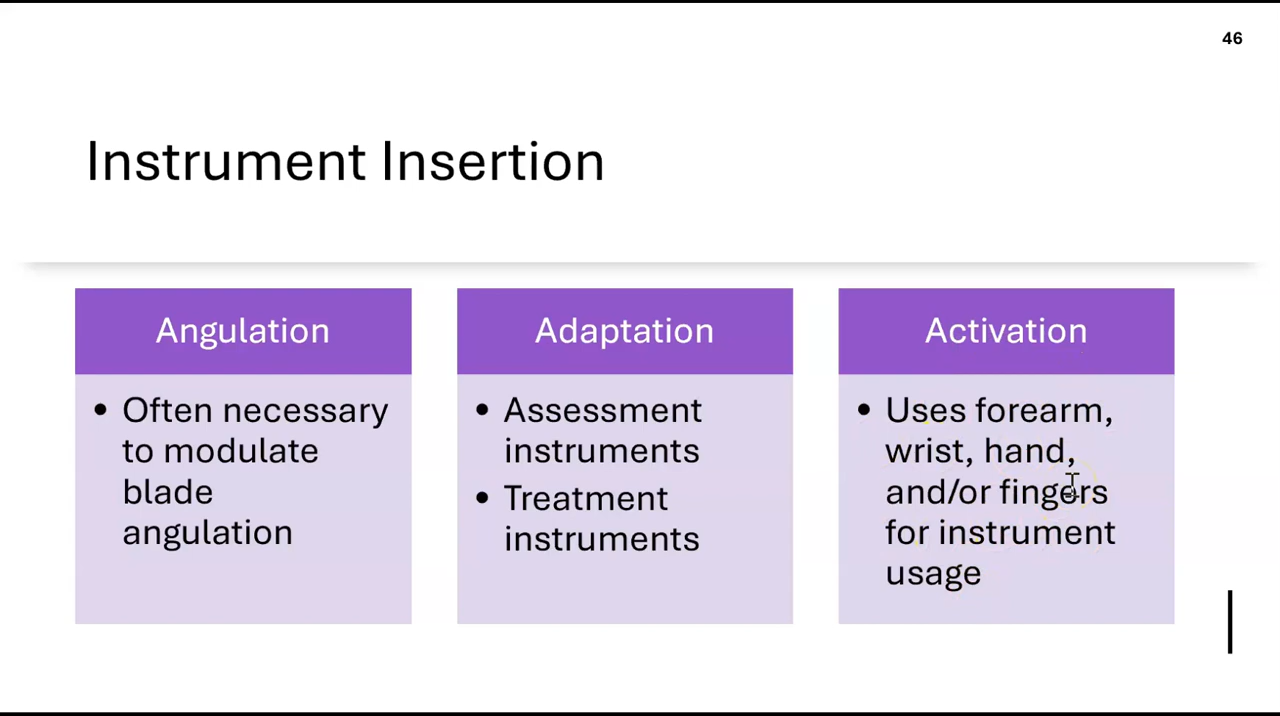 46
Instrument Insertion
Angulation
• Often necessary
to modulate
blade
angulation
Adaptation
• Assessment
instruments
• Treatment
instruments
Activation
• Uses forearm,
wrist, hand,
and/or fingers
for instrument
usage